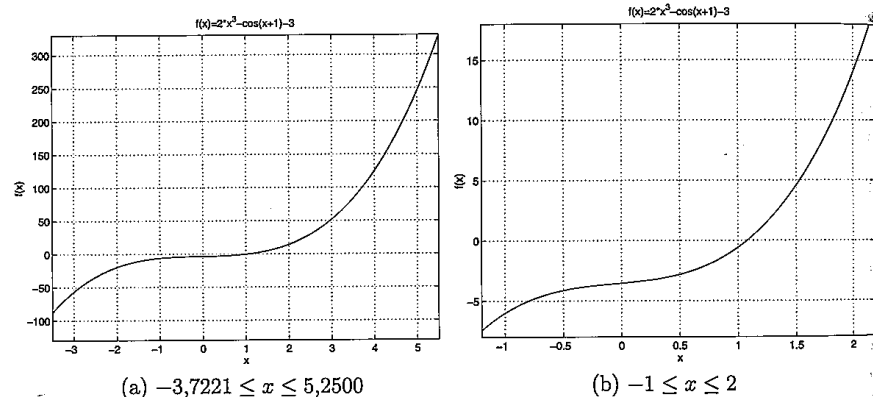 f(x)=2*x³−cos(x+1)−3
300
250
200
150
100
50
0
−50
−100
f(x)
−3 −2 −1 0 1 2 3 4 5
x
(a) −3,7221 ≤ x ≤ 5,2500
f(x)=2*x³−cos(x+1)−3
15
10
5
0
−5
f(x)
−1 −0.5 0 0.5 1 1.5 2
x
(b) −1 ≤ x ≤ 2